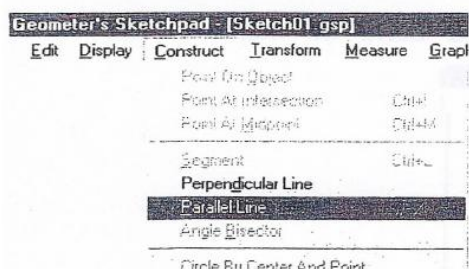 Geometer's Sketchpad - [Sketch01.gsp]
Edit Display Construct Transform Measure Graph
Point On Object
Point At Intersection Ctrl+I
Point At Midpoint Ctrl+M
Segment Ctrl+L
Perpendicular Line
Parallel Line
Angle Bisector
Circle By Center And Point